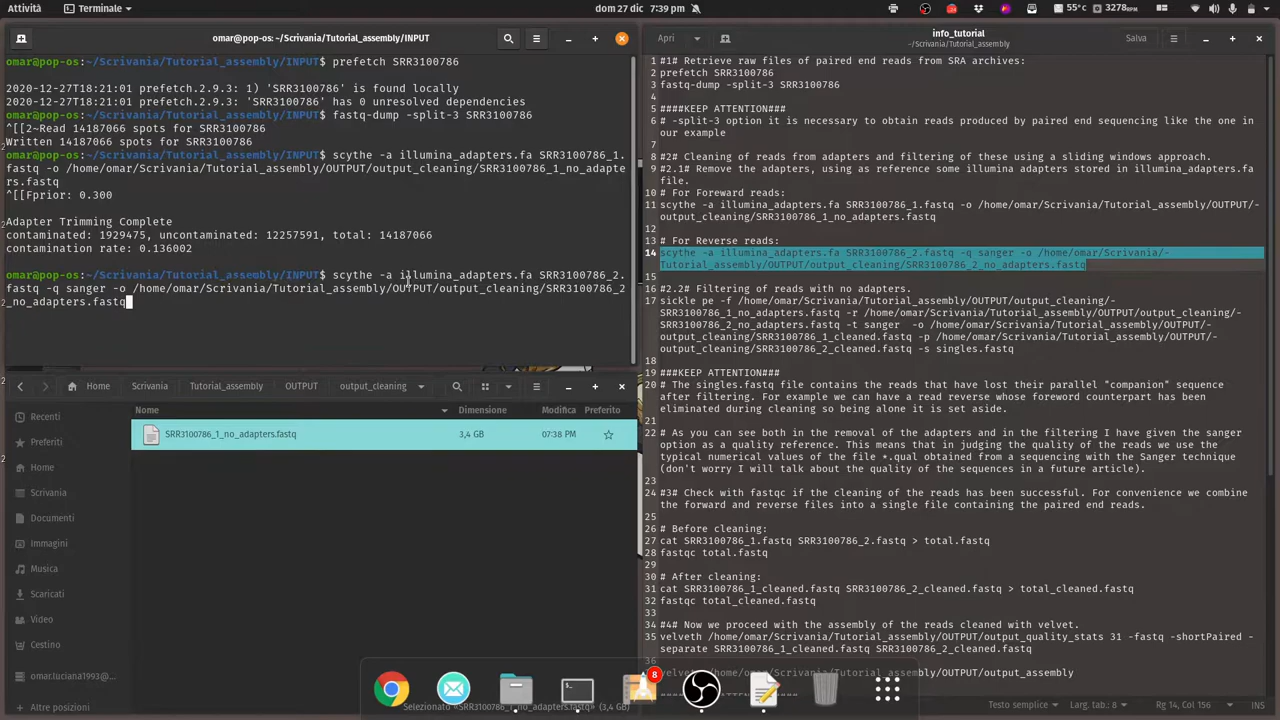 Attività
Terminale
dom 27 dic 7:39 PM
55°C
3278RPM
omar@pop-os: ~/Scrivania/Tutorial_assembly/INPUT
omar@pop-os:~/Scrivania/Tutorial_assembly/INPUT$ prefetch SRR3100786
2020-12-27T18:21:01 prefetch.2.9.3: 1) 'SRR3100786' is found locally
2020-12-27T18:21:01 prefetch.2.9.3: 'SRR3100786' has 0 unresolved dependencies
omar@pop-os:~/Scrivania/Tutorial_assembly/INPUT$ fastq-dump -split-3 SRR3100786
^[[2~Read 14187066 spots for SRR3100786
Written 14187066 spots for SRR3100786
omar@pop-os:~/Scrivania/Tutorial_assembly/INPUT$ scythe -a illumina_adapters.fa SRR3100786_1.
fastq -o /home/omar/Scrivania/Tutorial_assembly/OUTPUT/output_cleaning/SRR3100786_1_no_adapte
rs.fastq
^[[Fprior: 0.300
Adapter Trimming Complete
contaminated: 1929475, uncontaminated: 12257591, total: 14187066
contamination rate: 0.136002
omar@pop-os:~/Scrivania/Tutorial_assembly/INPUT$ scythe -a illumina_adapters.fa SRR3100786_2.
fastq -q sanger -o /home/omar/Scrivania/Tutorial_assembly/OUTPUT/output_cleaning/SRR3100786_2
_no_adapters.fastq
Home
Scrivania
Tutorial_assembly
OUTPUT
output_cleaning
Recenti
Preferiti
Home
Scrivania
Documenti
Immagini
Musica
Scaricati
Video
Cestino
omar.luciana1993@...
Altre posizioni
Nome
Dimensione
Modifica
Preferito
SRR3100786_1_no_adapters.fastq
3,4 GB
07:38 PM
Selezionato «SRR3100786_1_no_adapters.fastq» (3,4 GB)
Apri
info_tutorial
~/Scrivania/Tutorial_assembly
Salva
1 #1# Retrieve raw files of paired end reads from SRA archives:
2 prefetch SRR3100786
3 fastq-dump -split-3 SRR3100786
4
5 ####KEEP ATTENTION###
6 # -split-3 option it is necessary to obtain reads produced by paired end sequencing like the one in
our example
7
8 #2# Cleaning of reads from adapters and filtering of these using a sliding windows approach.
9 #2.1# Remove the adapters, using as reference some illumina adapters stored in illumina_adapters.fa
file.
10 # For Foreward reads:
11 scythe -a illumina_adapters.fa SRR3100786_1.fastq -o /home/omar/Scrivania/Tutorial_assembly/OUTPUT/-
output_cleaning/SRR3100786_1_no_adapters.fastq
12
13 # For Reverse reads:
14 scythe -a illumina_adapters.fa SRR3100786_2.fastq -q sanger -o /home/omar/Scrivania/-
Tutorial_assembly/OUTPUT/output_cleaning/SRR3100786_2_no_adapters.fastq
15
16 #2.2# Filtering of reads with no adapters.
17 sickle pe -f /home/omar/Scrivania/Tutorial_assembly/OUTPUT/output_cleaning/-
SRR3100786_1_no_adapters.fastq -r /home/omar/Scrivania/Tutorial_assembly/OUTPUT/output_cleaning/-
SRR3100786_2_no_adapters.fastq -t sanger  -o /home/omar/Scrivania/Tutorial_assembly/OUTPUT/-
output_cleaning/SRR3100786_1_cleaned.fastq -p /home/omar/Scrivania/Tutorial_assembly/OUTPUT/-
output_cleaning/SRR3100786_2_cleaned.fastq -s singles.fastq
18
19 ###KEEP ATTENTION###
20 # The singles.fastq file contains the reads that have lost their parallel "companion" sequence
after filtering. For example we can have a read reverse whose foreword counterpart has been
eliminated during cleaning so being alone it is set aside.
21
22 # As you can see both in the removal of the adapters and in the filtering I have given the sanger
option as a quality reference. This means that in judging the quality of the reads we use the
typical numerical values of the file *.qual obtained from a sequencing with the Sanger technique
(don't worry I will talk about the quality of the sequences in a future article).
23
24 #3# Check with fastqc if the cleaning of the reads has been successful. For convenience we combine
the forward and reverse files into a single file containing the paired end reads.
25
26 # Before cleaning:
27 cat SRR3100786_1.fastq SRR3100786_2.fastq > total.fastq
28 fastqc total.fastq
29
30 # After cleaning:
31 cat SRR3100786_1_cleaned.fastq SRR3100786_2_cleaned.fastq > total_cleaned.fastq
32 fastqc total_cleaned.fastq
33
34 #4# Now we proceed with the assembly of the reads cleaned with velvet.
35 velveth /home/omar/Scrivania/Tutorial_assembly/OUTPUT/output_quality_stats 31 -fastq -shortPaired -
separate SRR3100786_1_cleaned.fastq SRR3100786_2_cleaned.fastq
36
velvetg /home/omar/Scrivania/Tutorial_assembly/OUTPUT/output_assembly
8
Testo semplice
Larg. tab.: 8
Rg 14, Col 156
INS